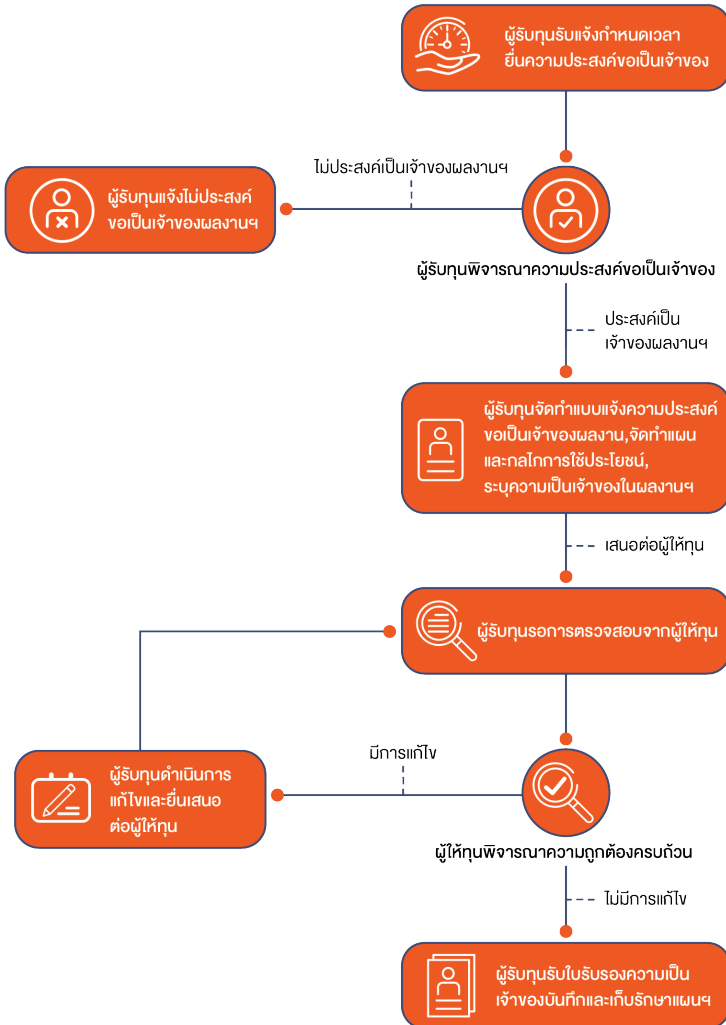 ผู้รับทุนรับแจ้งกำหนดเวลา
ยื่นความประสงค์ขอเป็นเจ้าของ
ไม่ประสงค์เป็นเจ้าของผลงานฯ
ผู้รับทุนแจ้งไม่ประสงค์
ขอเป็นเจ้าของผลงานฯ
ผู้รับทุนพิจารณาความประสงค์ขอเป็นเจ้าของ
ประสงค์เป็น
เจ้าของผลงานฯ
ผู้รับทุนจัดทำแบบแจ้งความประสงค์
ขอเป็นเจ้าของผลงาน,จัดทำแผน
และกลไกการใช้ประโยชน์,
ระบุความเป็นเจ้าของในผลงานฯ
เสนอต่อผู้ให้ทุน
ผู้รับทุนรอการตรวจสอบจากผู้ให้ทุน
มีการแก้ไข
ผู้รับทุนดำเนินการ
แก้ไขและยื่นเสนอ
ต่อผู้ให้ทุน
ผู้ให้ทุนพิจารณาความถูกต้องครบถ้วน
ไม่มีการแก้ไข
ผู้รับทุนรับใบรับรองความเป็น
เจ้าของบันทึกและเก็บรักษาแผนฯ